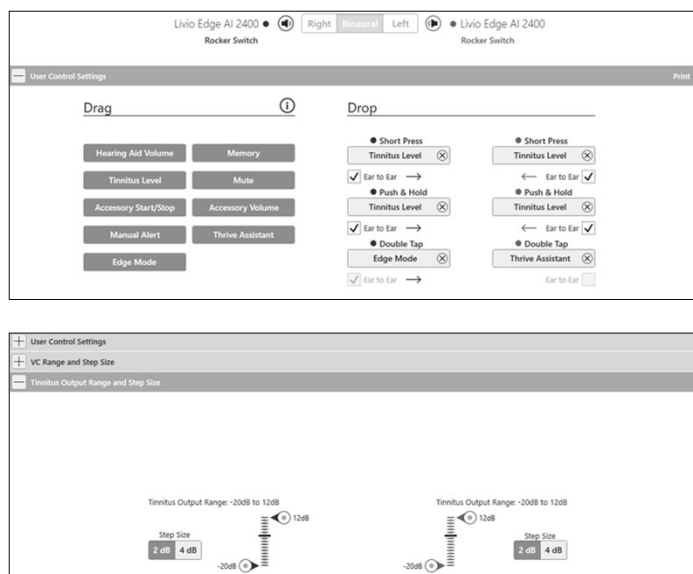 Livio Edge AI 2400 Right Binaural Left Livio Edge AI 2400
Rocker Switch Rocker Switch
User Control Settings Print
Drag Drop
Short Press Short Press
Hearing Aid Volume Memory Tinnitus Level Tinnitus Level
Tinnitus Level Mute Ear to Ear Ear to Ear
Push & Hold Push & Hold
Accessory Start/Stop Accessory Volume Tinnitus Level Tinnitus Level
Manual Alert Thrive Assistant Ear to Ear Ear to Ear
Double Tap Double Tap
Edge Mode Edge Mode Thrive Assistant
Ear to Ear Ear to Ear
User Control Settings
VC Range and Step Size
Tinnitus Output Range and Step Size
Tinnitus Output Range: -20dB to 12dB Tinnitus Output Range: -20dB to 12dB
12dB 12dB
Step Size Step Size
2 dB 4 dB 2 dB 4 dB
-20dB -20dB